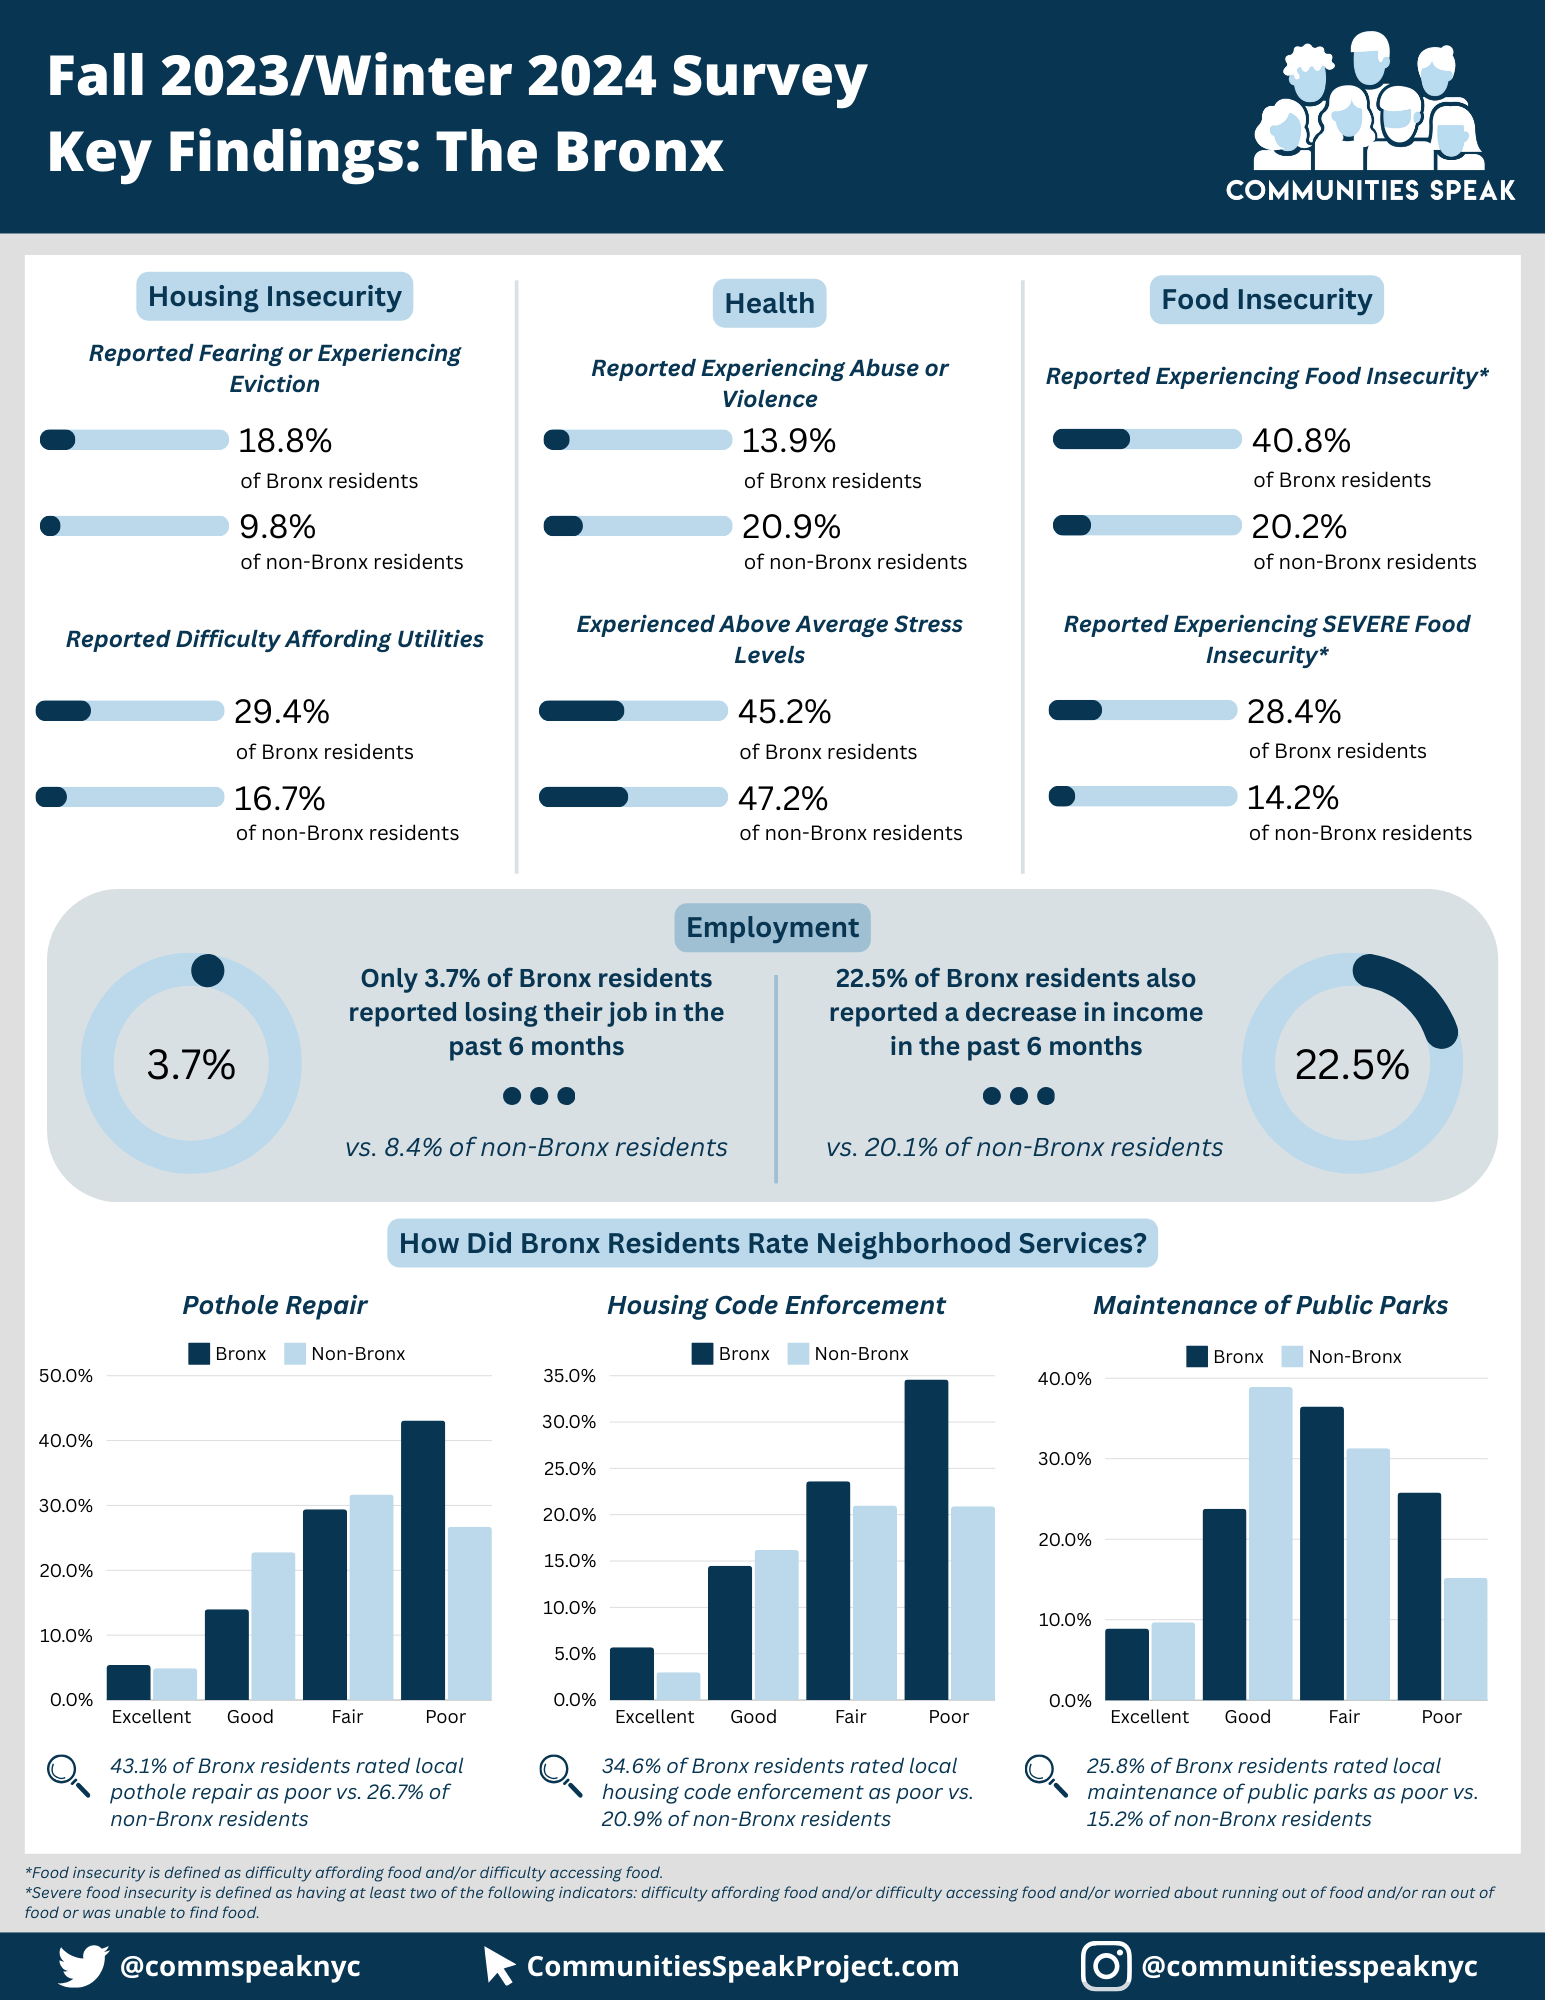 Fall 2023/Winter 2024 Survey
Key Findings: The Bronx
COMMUNITIES SPEAK
Housing Insecurity
Reported Fearing or Experiencing
Eviction
18.8%
of Bronx residents
9.8%
of non-Bronx residents
Reported Difficulty Affording Utilities
29.4%
of Bronx residents
16.7%
of non-Bronx residents
Health
Reported Experiencing Abuse or
Violence
13.9%
of Bronx residents
20.9%
of non-Bronx residents
Experienced Above Average Stress
Levels
45.2%
of Bronx residents
47.2%
of non-Bronx residents
Food Insecurity
Reported Experiencing Food Insecurity*
40.8%
of Bronx residents
20.2%
of non-Bronx residents
Reported Experiencing SEVERE Food
Insecurity*
28.4%
of Bronx residents
14.2%
of non-Bronx residents
Employment
3.7%
Only 3.7% of Bronx residents
reported losing their job in the
past 6 months
vs. 8.4% of non-Bronx residents
22.5% of Bronx residents also
reported a decrease in income
in the past 6 months
vs. 20.1% of non-Bronx residents
22.5%
How Did Bronx Residents Rate Neighborhood Services?
Pothole Repair
Bronx Non-Bronx
50.0%
40.0%
30.0%
20.0%
10.0%
0.0%
Excellent Good Fair Poor
43.1% of Bronx residents rated local
pothole repair as poor vs. 26.7% of
non-Bronx residents
Housing Code Enforcement
Bronx Non-Bronx
35.0%
30.0%
25.0%
20.0%
15.0%
10.0%
5.0%
0.0%
Excellent Good Fair Poor
34.6% of Bronx residents rated local
housing code enforcement as poor vs.
20.9% of non-Bronx residents
Maintenance of Public Parks
Bronx Non-Bronx
40.0%
30.0%
20.0%
10.0%
0.0%
Excellent Good Fair Poor
25.8% of Bronx residents rated local
maintenance of public parks as poor vs.
15.2% of non-Bronx residents
*Food insecurity is defined as difficulty affording food and/or difficulty accessing food.
*Severe food insecurity is defined as having at least two of the following indicators: difficulty affording food and/or difficulty accessing food and/or worried about running out of food and/or ran out of
food or was unable to find food.
@commspeaknyc
CommunitiesSpeakProject.com
@communitiesspeaknyc